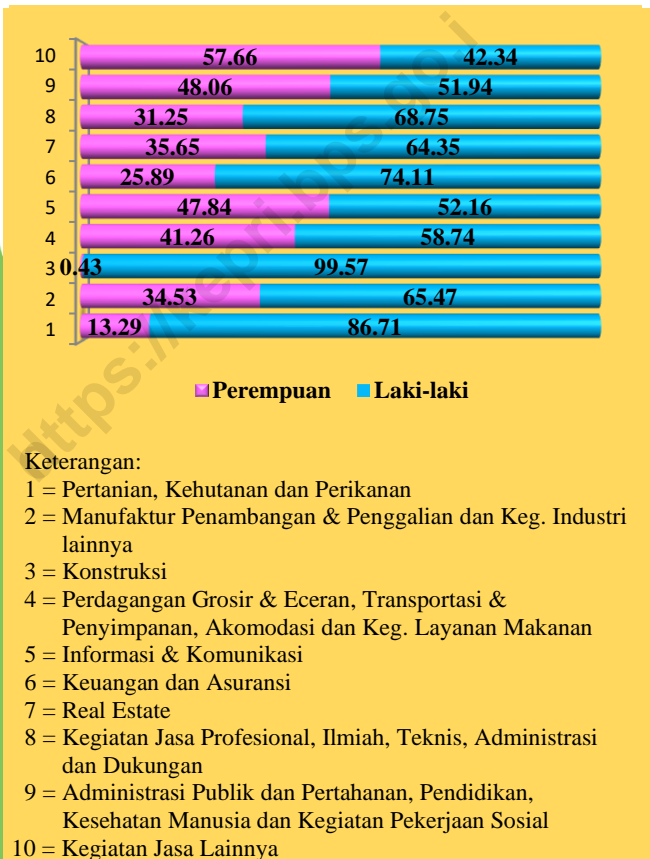 10 57.66 42.34
9 48.06 51.94
8 31.25 68.75
7 35.65 64.35
6 25.89 74.11
5 47.84 52.16
4 41.26 58.74
3 0.43 99.57
2 34.53 65.47
1 13.29 86.71
Perempuan Laki-laki
Keterangan:
1 = Pertanian, Kehutanan dan Perikanan
2 = Manufaktur Penambangan & Penggalian dan Keg. Industri
lainnya
3 = Konstruksi
4 = Perdagangan Grosir & Eceran, Transportasi &
Penyimpanan, Akomodasi dan Keg. Layanan Makanan
5 = Informasi & Komunikasi
6 = Keuangan dan Asuransi
7 = Real Estate
8 = Kegiatan Jasa Profesional, Ilmiah, Teknis, Administrasi
dan Dukungan
9 = Administrasi Publik dan Pertahanan, Pendidikan,
Kesehatan Manusia dan Kegiatan Pekerjaan Sosial
10 = Kegiatan Jasa Lainnya
https://kepri.bps.go.i